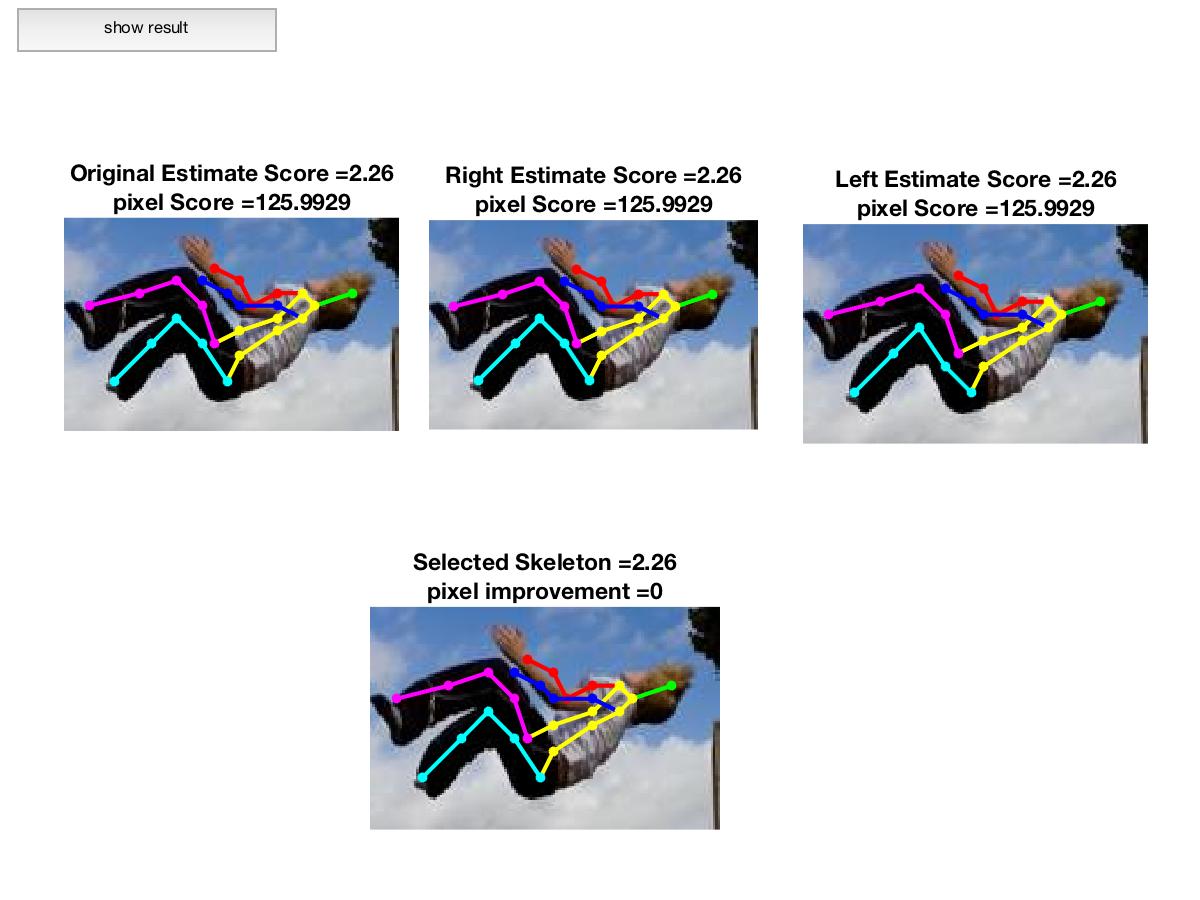 show result
Original Estimate Score =2.26
pixel Score =125.9929
Right Estimate Score =2.26
pixel Score =125.9929
Left Estimate Score =2.26
pixel Score =125.9929
Selected Skeleton =2.26
pixel improvement =0